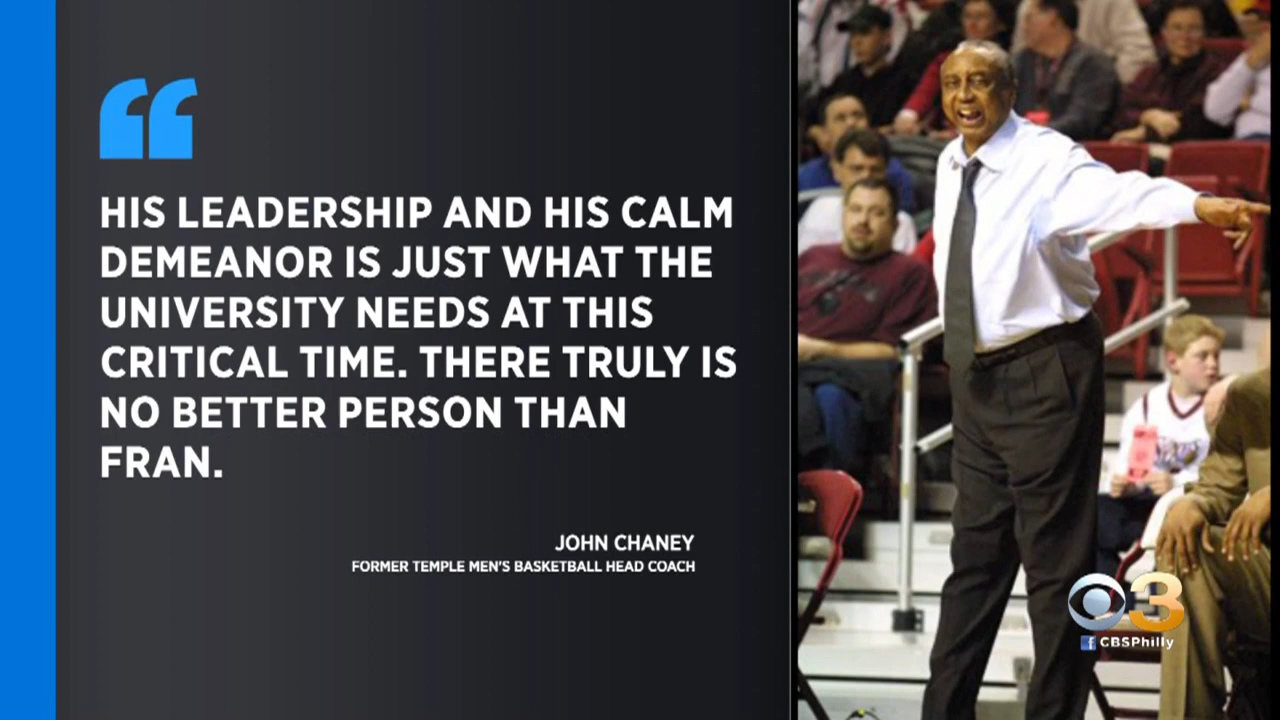 HIS LEADERSHIP AND HIS CALM
DEMEANOR IS JUST WHAT THE
UNIVERSITY NEEDS AT THIS
CRITICAL TIME. THERE TRULY IS
NO BETTER PERSON THAN
FRAN.
JOHN CHANEY
FORMER TEMPLE MEN'S BASKETBALL HEAD COACH
3
f CBSPhilly